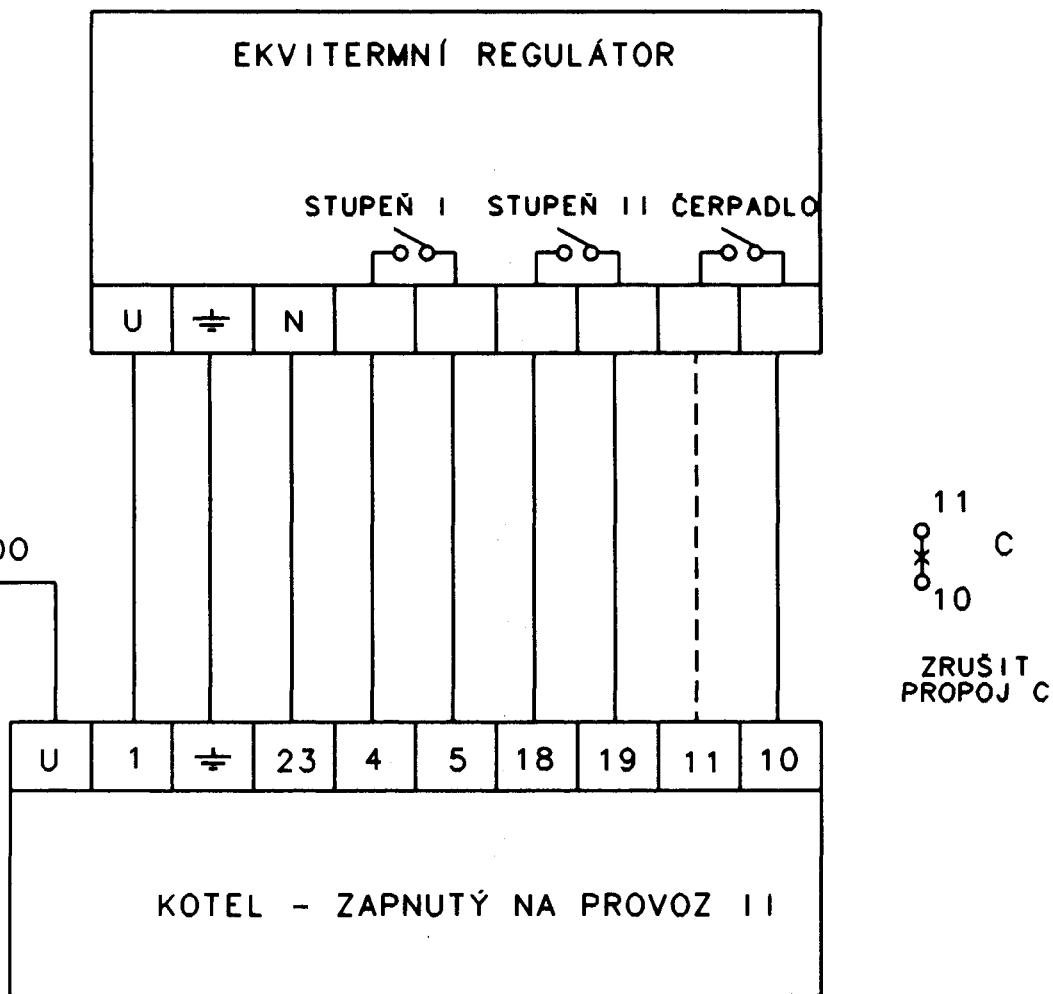 EKVITERMNÍ REGULÁTOR
STUPEŇ I STUPEŇ II ČERPADLO
U N
11
C
10
ZRUŠIT
PROPOJ C
U 1 23 4 5 18 19 11 10
KOTEL – ZAPNUTÝ NA PROVOZ II